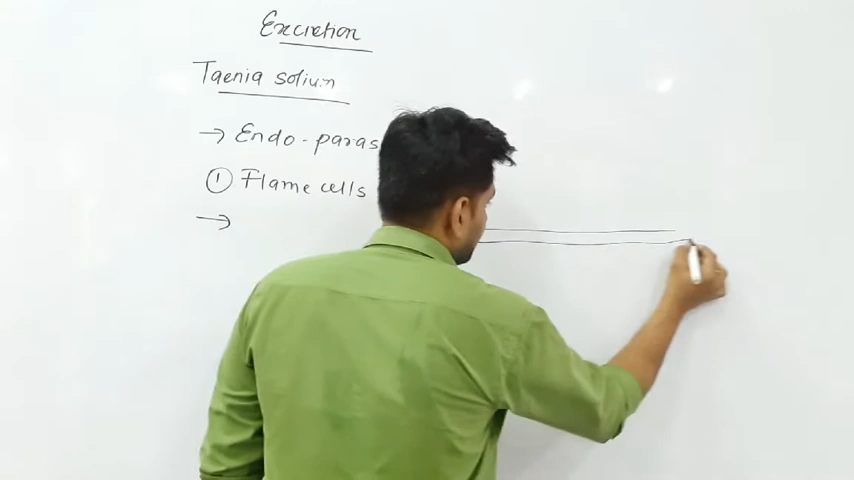 Excretion
Taenia solium
→ Endo-paras
① Flame cells
→